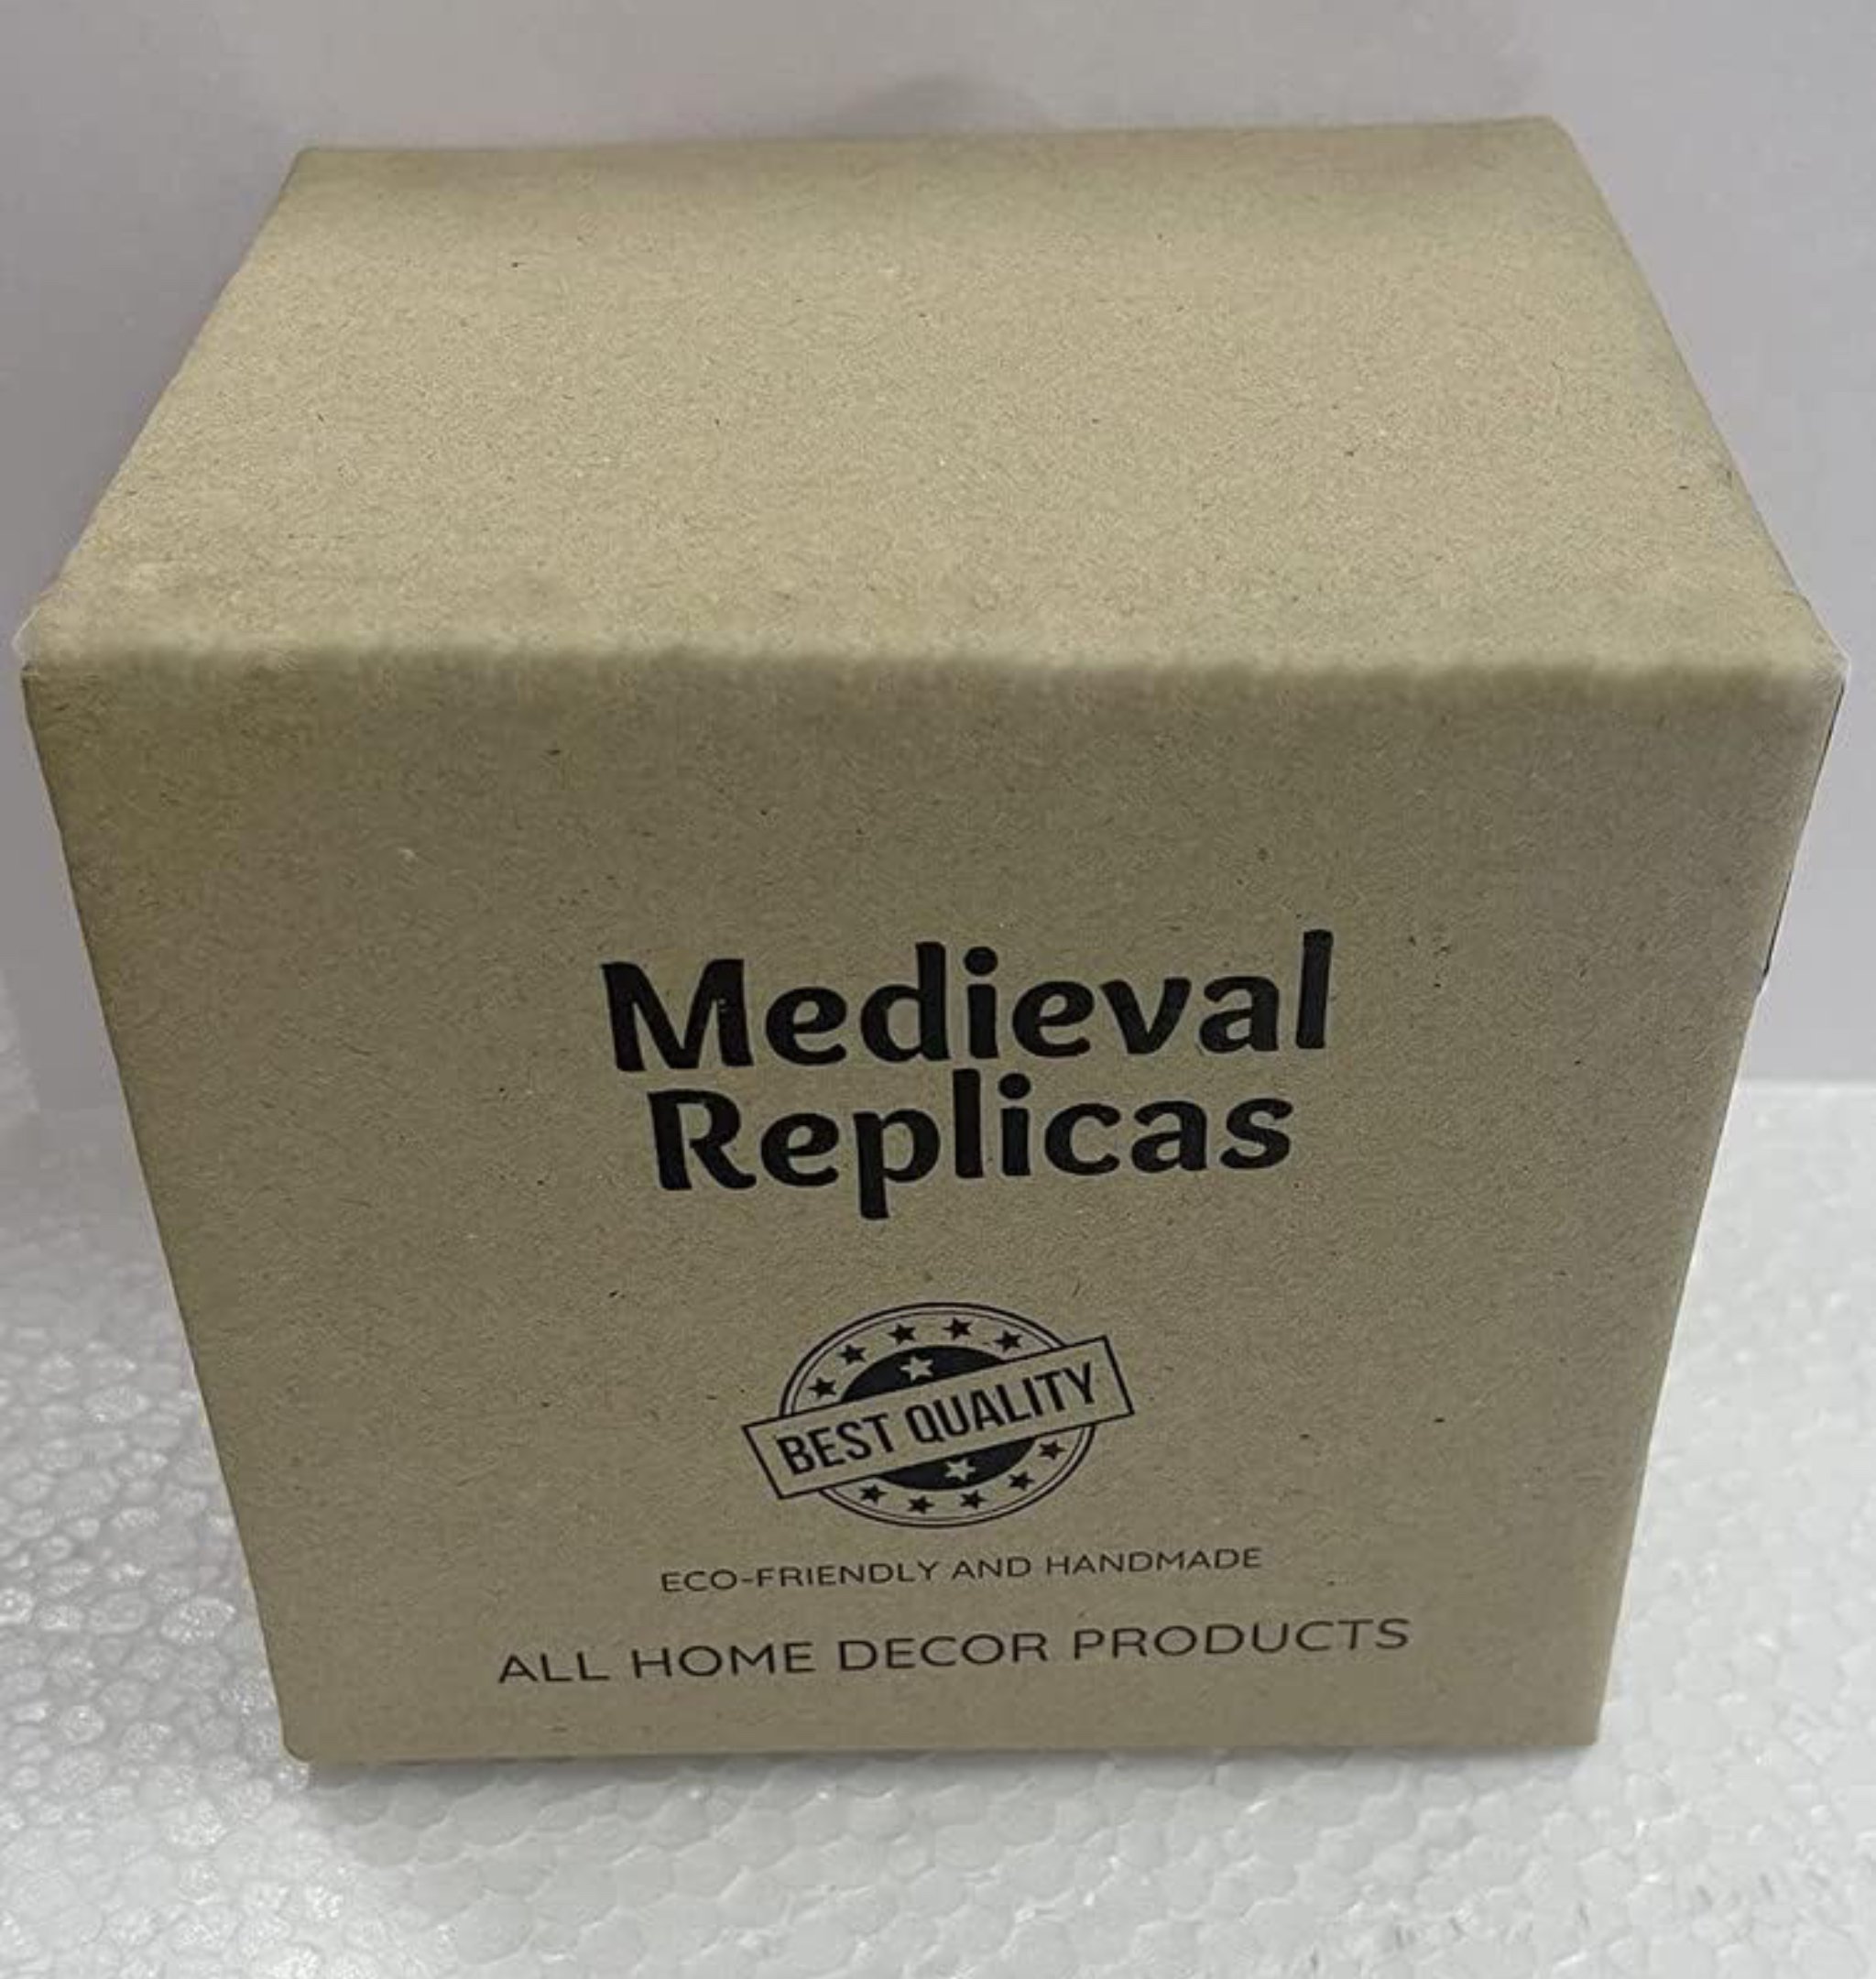 Medieval
Replicas
BEST QUALITY
ECO-FRIENDLY AND HANDMADE
ALL HOME DECOR PRODUCTS